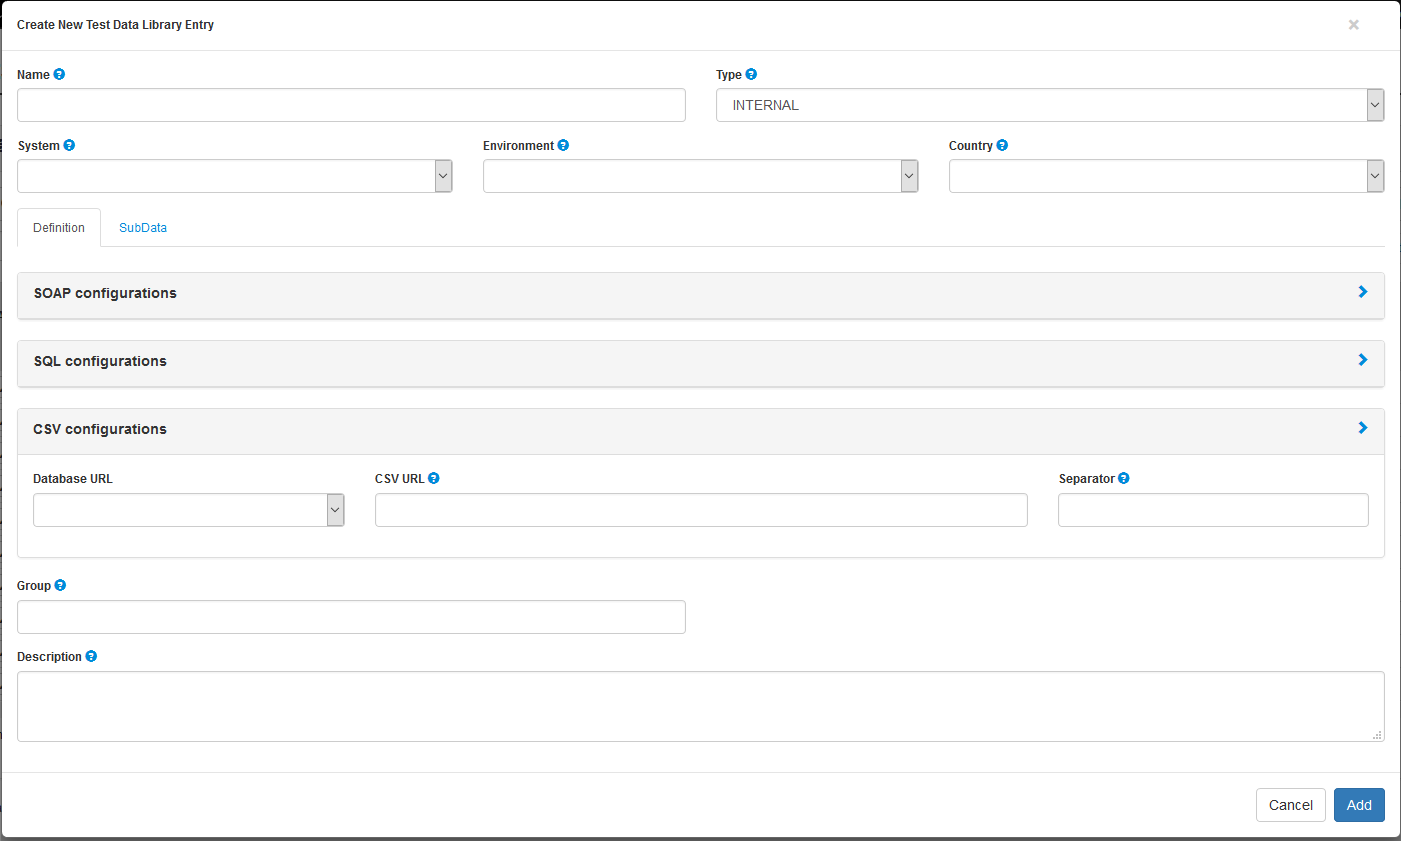 Create New Test Data Library Entry
Name Type
INTERNAL
System Environment Country
Definition SubData
SOAP configurations
SQL configurations
CSV configurations
Database URL CSV URL Separator
Group
Description
Cancel Add